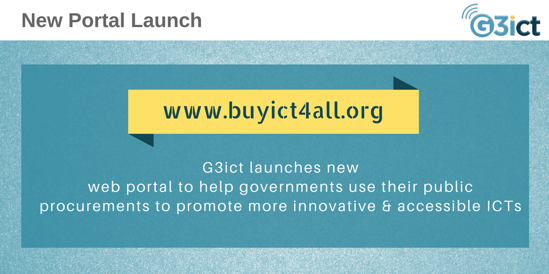 New Portal Launch
G3ict
www.buyict4all.org
G3ict launches new
web portal to help governments use their public
procurements to promote more innovative & accessible ICTs